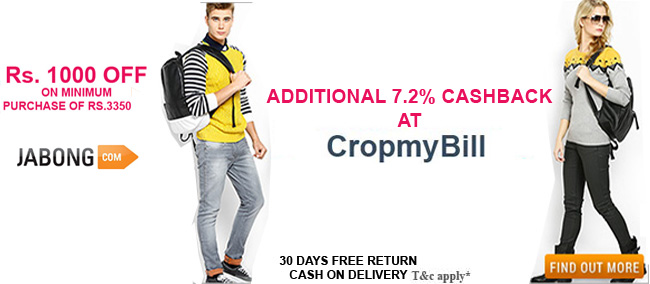 Rs. 1000 OFF
ON MINIMUM
PURCHASE OF RS.3350
JABONG COM
ADDITIONAL 7.2% CASHBACK
AT
CropmyBill
30 DAYS FREE RETURN
CASH ON DELIVERY T&c apply*
FIND OUT MORE